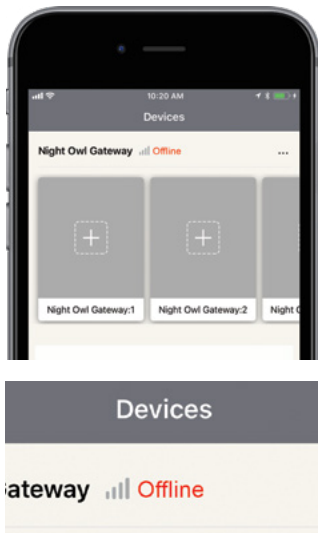 10:20 AM
Devices
Night Owl Gateway Offline
...
Night Owl Gateway:1 Night Owl Gateway:2 Night
Devices
ateway Offline